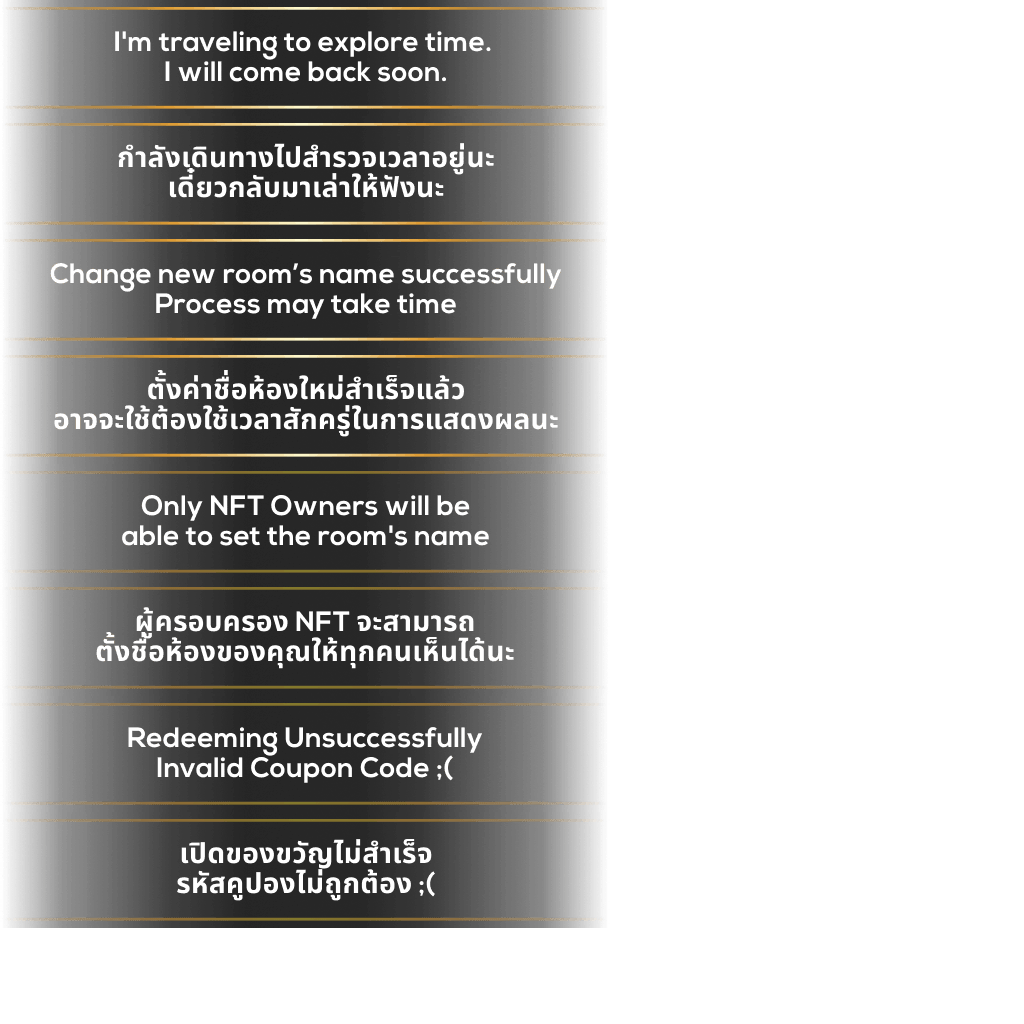 I'm traveling to explore time.
I will come back soon.
กำลังเดินทางไปสำรวจเวลาอยู่นะ
เดี๋ยวกลับมาเล่าให้ฟังนะ
Change new room’s name successfully
Process may take time
ตั้งค่าชื่อห้องใหม่สำเร็จแล้ว
อาจจะใช้ต้องใช้เวลาสักครู่ในการแสดงผลนะ
Only NFT Owners will be
able to set the room's name
ผู้ครอบครอง NFT จะสามารถ
ตั้งชื่อห้องของคุณให้ทุกคนเห็นได้นะ
Redeeming Unsuccessfully
Invalid Coupon Code ;(
เปิดของขวัญไม่สำเร็จ
รหัสคูปองไม่ถูกต้อง ;(